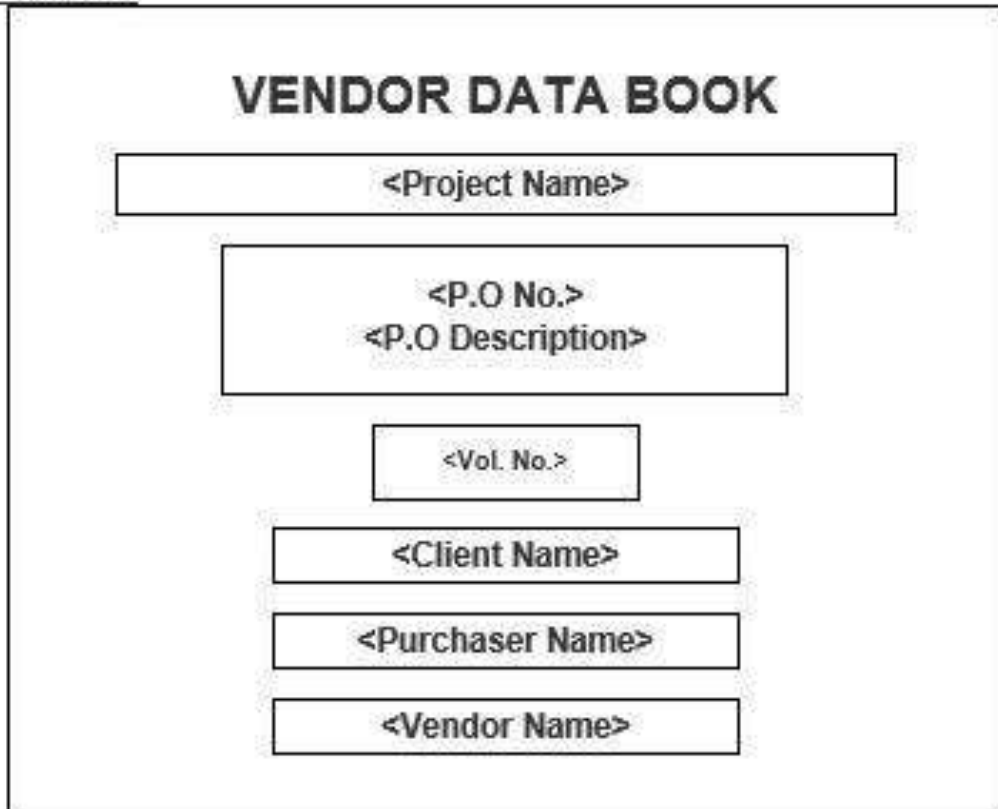 VENDOR DATA BOOK
<Project Name>
<P.O No.>
<P.O Description>
<Vol. No.>
<Client Name>
<Purchaser Name>
<Vendor Name>